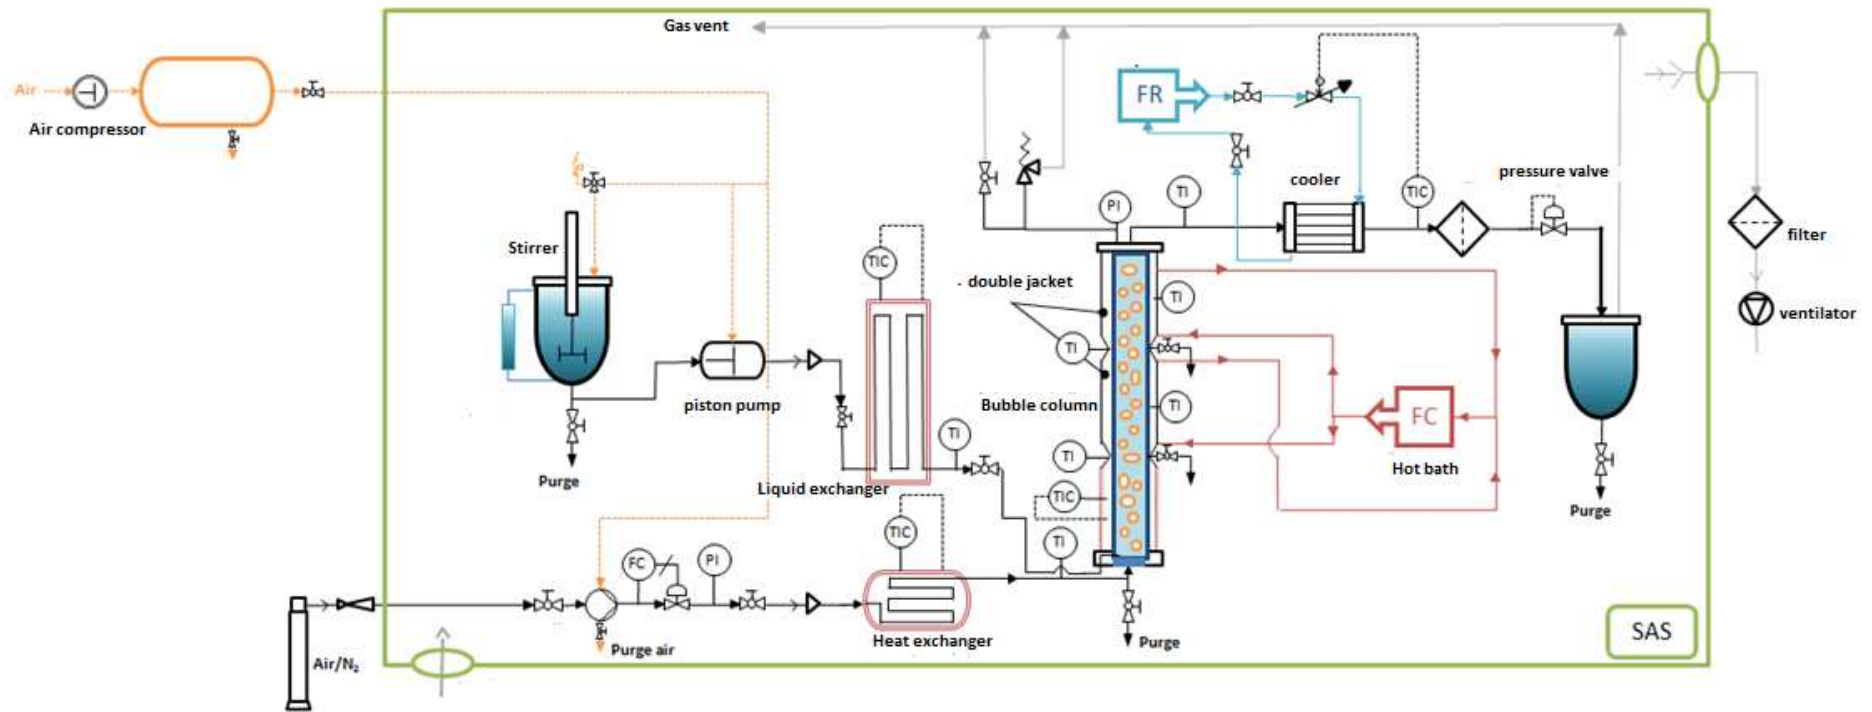 Gas vent
Air
Air compressor
FR
pressure valve
cooler
PI
TI
TIC
Stirrer
TIC
filter
double jacket
TI
ventilator
TI
piston pump
Bubble column
TI
FC
TI
TI
Hot bath
Purge
Liquid exchanger
TIC
Purge
TIC
TI
FC
PI
SAS
Purge air
Heat exchanger
Purge
Air/N₂